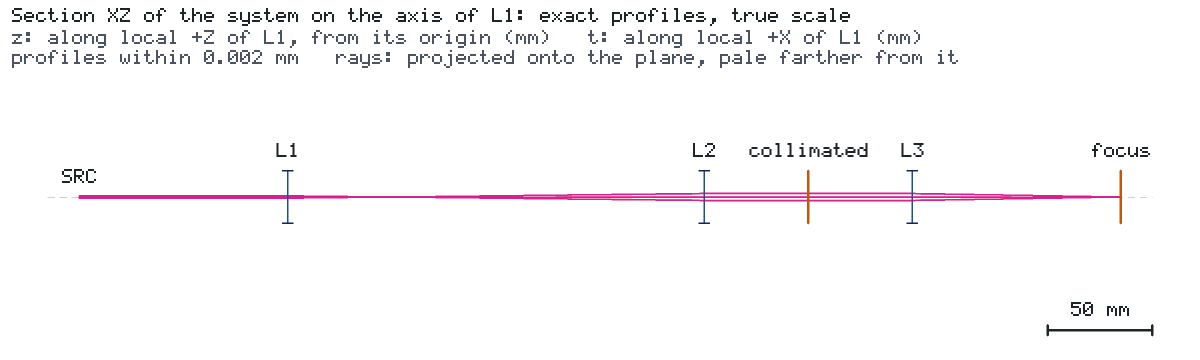 Section XZ of the system on the axis of L1: exact profiles, true scale
z: along local +Z of L1, from its origin (mm)   t: along local +X of L1 (mm)
profiles within 0.002 mm   rays: projected onto the plane, pale farther from it
L1 L2 collimated L3 focus
SRC
50 mm